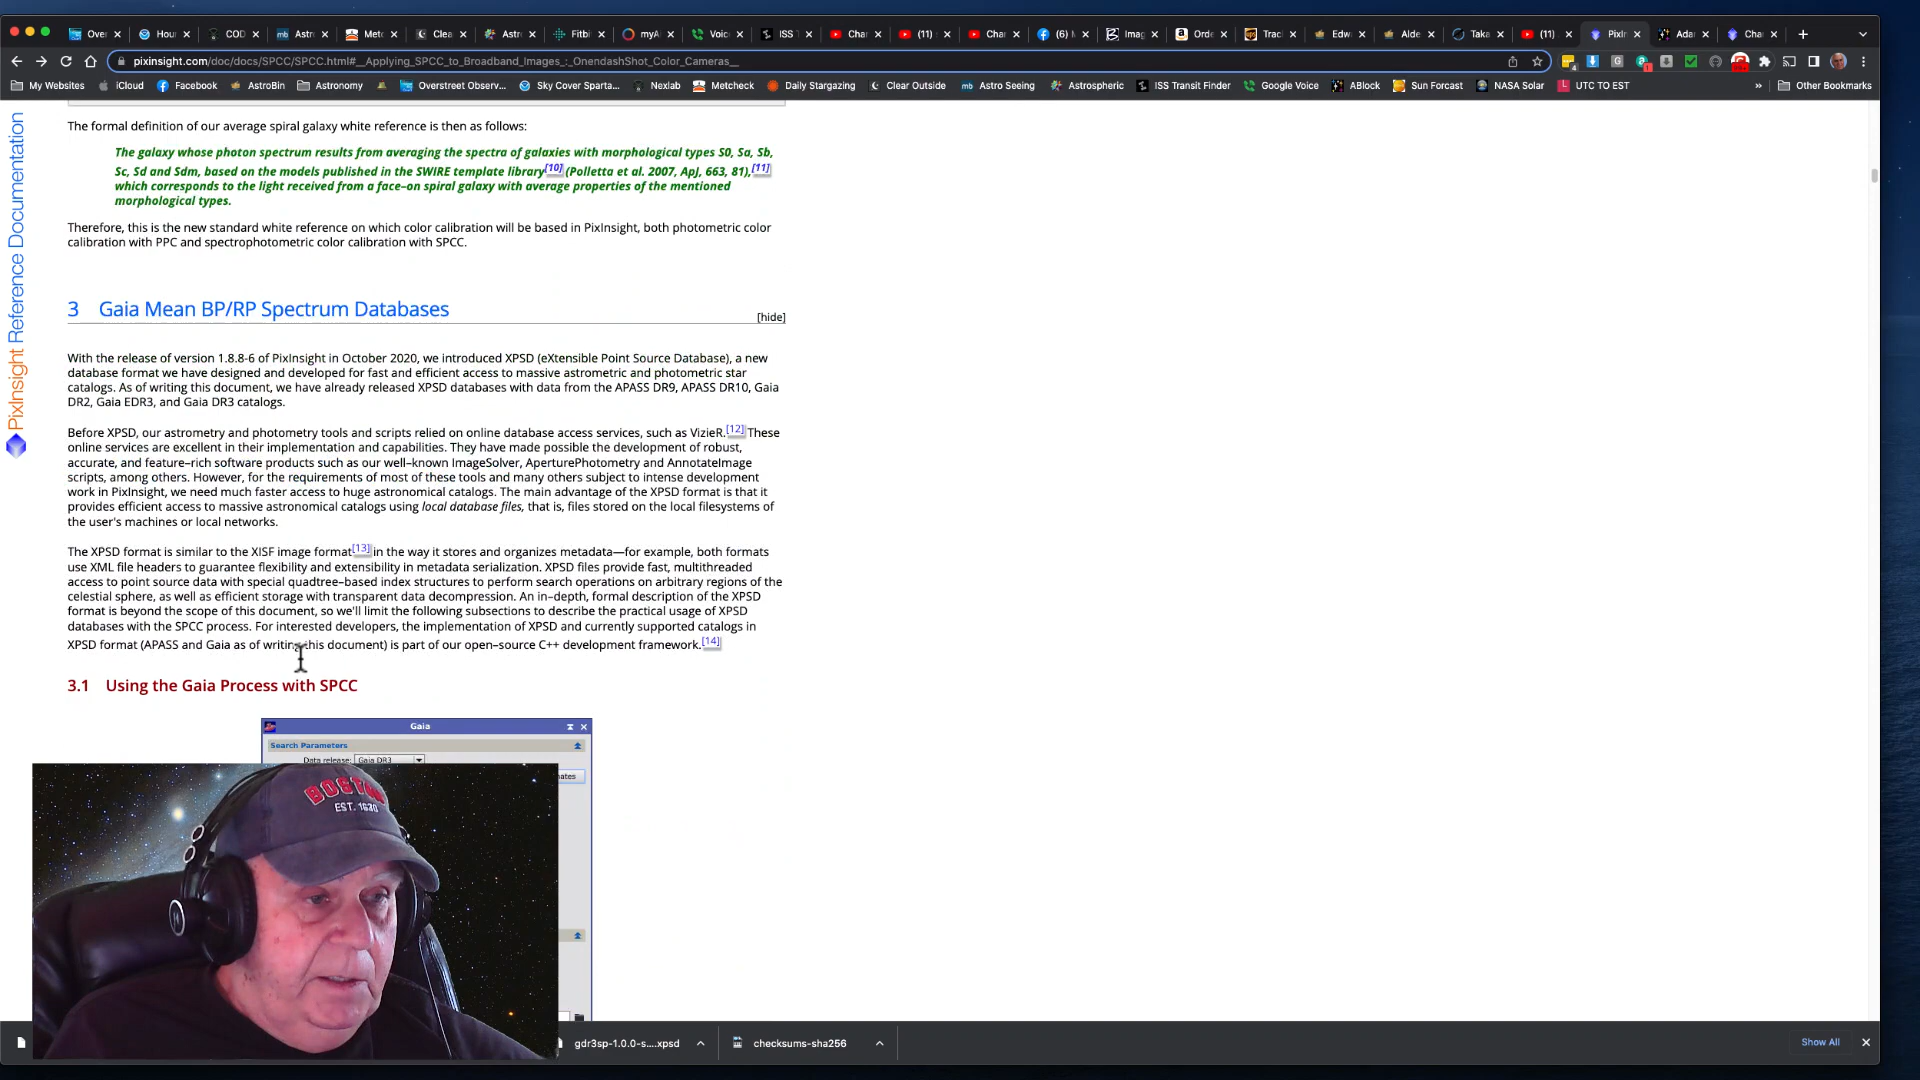 Over
Hour
COD
Astro
Metc
Clea
Astro
Fitbi
myA
Voic
ISS T
Char
(11)
Char
(6) M
Imag
Orde
Track
Edw
Alde
Taka
(11)
PixIn
Adar
Cha
pixinsight.com/doc/docs/SPCC/SPCC.html#__Applying_SPCC_to_Broadband_Images_:_OnendashShot_Color_Cameras__
My Websites
iCloud
Facebook
AstroBin
Astronomy
Overstreet Observ...
Sky Cover Sparta...
Nexlab
Metcheck
Daily Stargazing
Clear Outside
Astro Seeing
Astrospheric
ISS Transit Finder
Google Voice
ABlock
Sun Forcast
NASA Solar
UTC TO EST
»
Other Bookmarks
PixInsight Reference Documentation
The formal definition of our average spiral galaxy white reference is then as follows:
The galaxy whose photon spectrum results from averaging the spectra of galaxies with morphological types S0, Sa, Sb,
Sc, Sd and Sdm, based on the models published in the SWIRE template library[10] (Polletta et al. 2007, ApJ, 663, 81),[11]
which corresponds to the light received from a face–on spiral galaxy with average properties of the mentioned
morphological types.
Therefore, this is the new standard white reference on which color calibration will be based in PixInsight, both photometric color
calibration with PPC and spectrophotometric color calibration with SPCC.
3 Gaia Mean BP/RP Spectrum Databases
[hide]
With the release of version 1.8.8-6 of PixInsight in October 2020, we introduced XPSD (eXtensible Point Source Database), a new
database format we have designed and developed for fast and efficient access to massive astrometric and photometric star
catalogs. As of writing this document, we have already released XPSD databases with data from the APASS DR9, APASS DR10, Gaia
DR2, Gaia EDR3, and Gaia DR3 catalogs.
Before XPSD, our astrometry and photometry tools and scripts relied on online database access services, such as VizieR.[12] These
online services are excellent in their implementation and capabilities. They have made possible the development of robust,
accurate, and feature–rich software products such as our well–known ImageSolver, AperturePhotometry and AnnotateImage
scripts, among others. However, for the requirements of most of these tools and many others subject to intense development
work in PixInsight, we need much faster access to huge astronomical catalogs. The main advantage of the XPSD format is that it
provides efficient access to massive astronomical catalogs using local database files, that is, files stored on the local filesystems of
the user's machines or local networks.
The XPSD format is similar to the XISF image format[13] in the way it stores and organizes metadata—for example, both formats
use XML file headers to guarantee flexibility and extensibility in metadata serialization. XPSD files provide fast, multithreaded
access to point source data with special quadtree–based index structures to perform search operations on arbitrary regions of the
celestial sphere, as well as efficient storage with transparent data decompression. An in–depth, formal description of the XPSD
format is beyond the scope of this document, so we'll limit the following subsections to describe the practical usage of XPSD
databases with the SPCC process. For interested developers, the implementation of XPSD and currently supported catalogs in
XPSD format (APASS and Gaia as of writing this document) is part of our open–source C++ development framework.[14]
3.1 Using the Gaia Process with SPCC
Gaia
Search Parameters
Data release: Gaia DR3
nates
BOSTON
EST. 1630
gdr3sp-1.0.0-s....xpsd
checksums-sha256
Show All